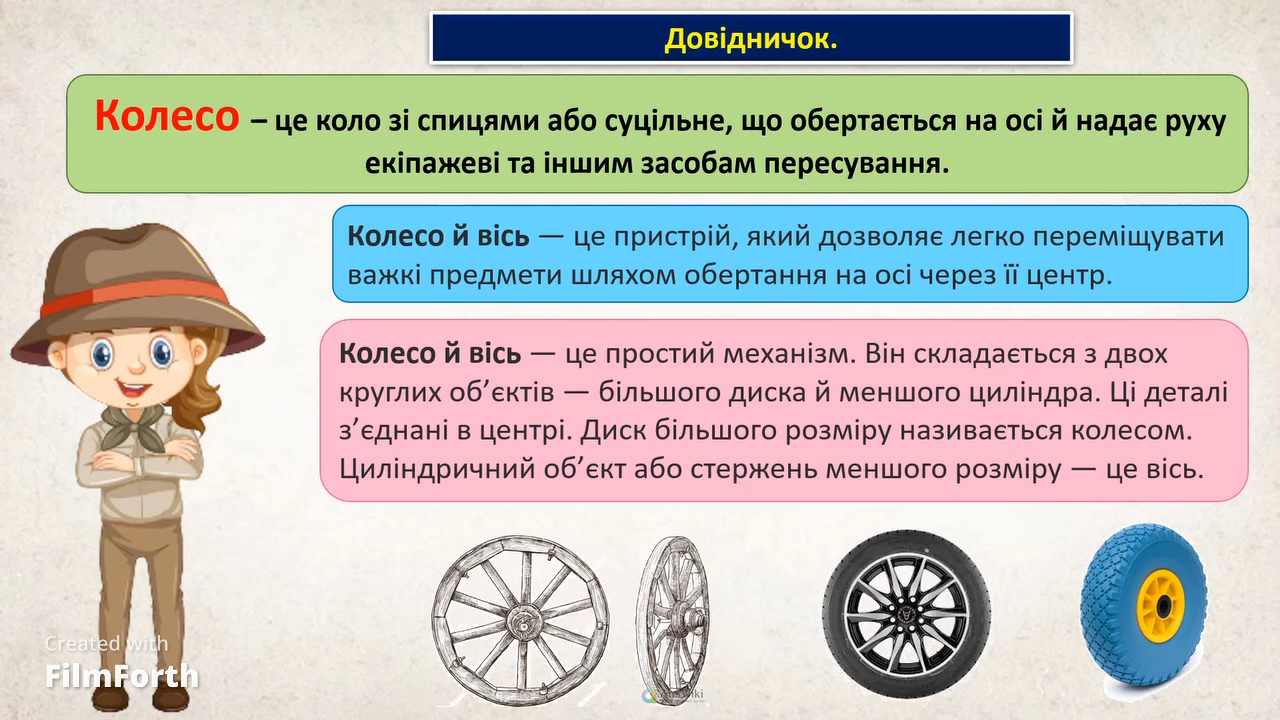 Довідничок.
Колесо – це коло зі спицями або суцільне, що обертається на осі й надає руху
екіпажеві та іншим засобам пересування.
Колесо й вісь — це пристрій, який дозволяє легко переміщувати
важкі предмети шляхом обертання на осі через її центр.
Колесо й вісь — це простий механізм. Він складається з двох
круглих об’єктів — більшого диска й меншого циліндра. Ці деталі
з’єднані в центрі. Диск більшого розміру називається колесом.
Циліндричний об’єкт або стержень меншого розміру — це вісь.
Created with
FilmForth